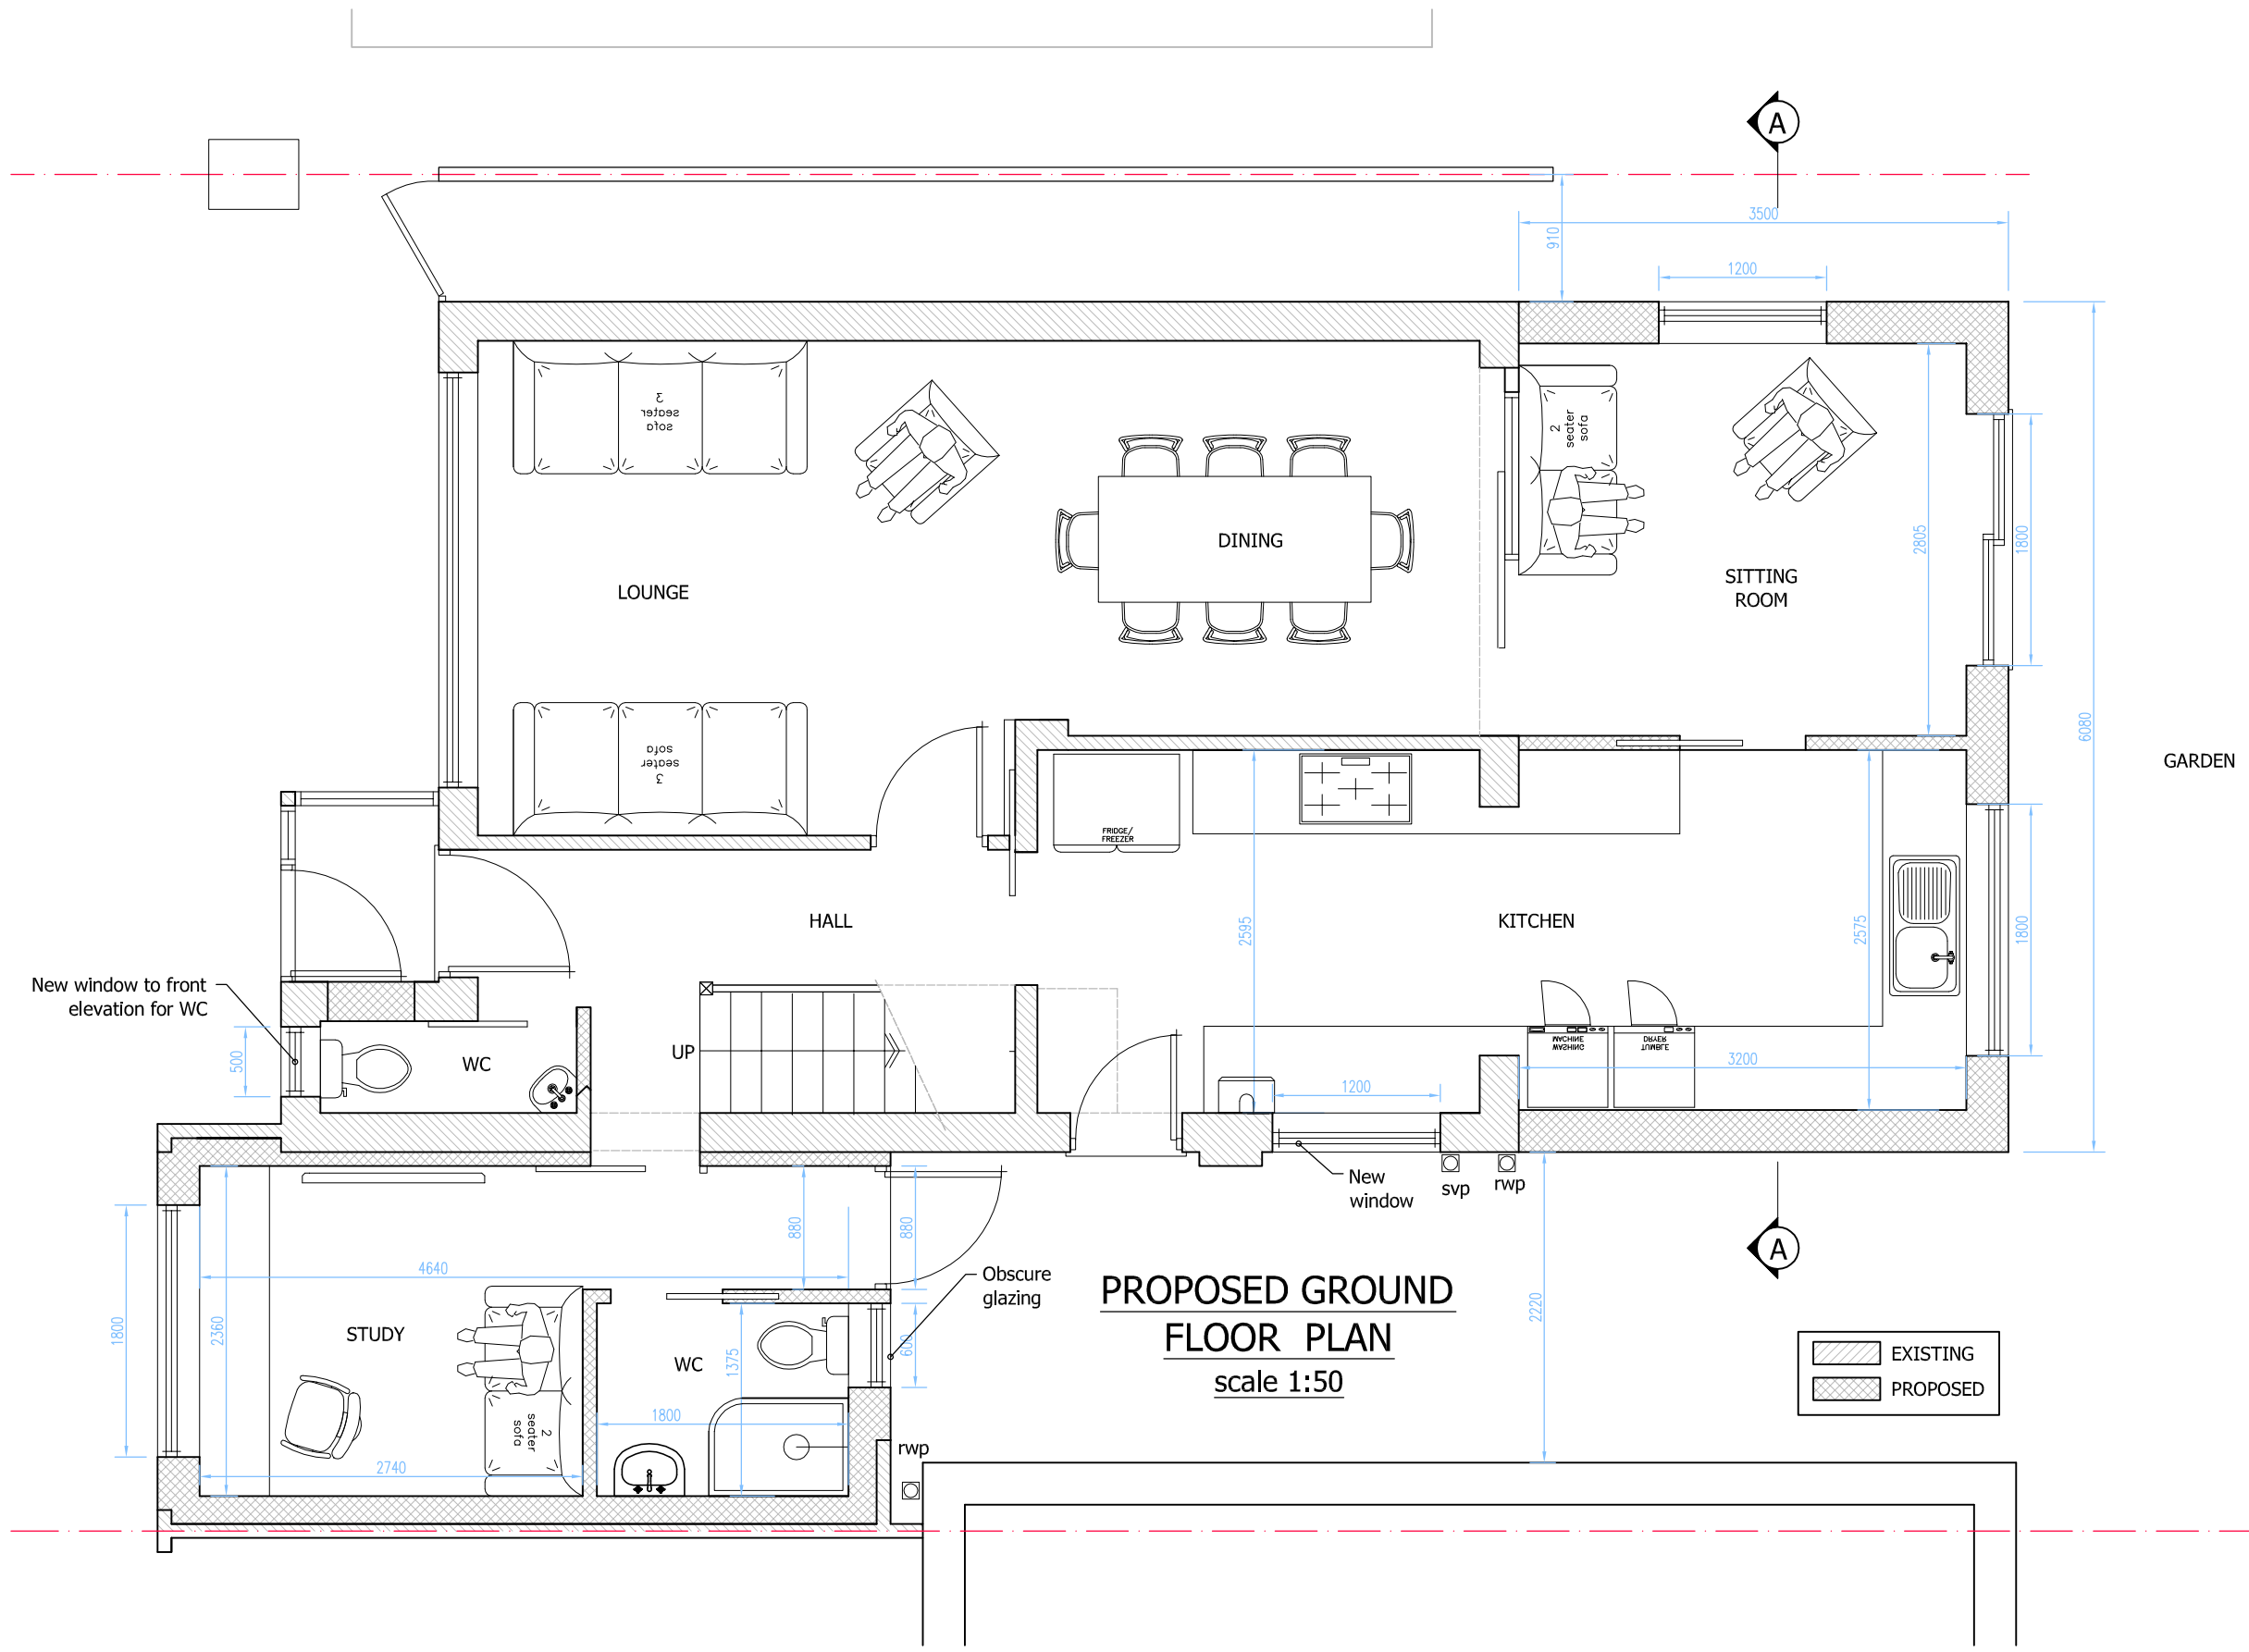 A
3500
910
1200
3
seater
sofa
2
seater
sofa
DINING
2805
1800
LOUNGE
SITTING
ROOM
sofa
seater
3
6080
GARDEN
FRIDGE/
FREEZER
HALL
2595
KITCHEN
2575
1800
New window to front
elevation for WC
500
WC
UP
WASHING
MACHINE
TUMBLE
DRYER
3200
1200
New
window
svp
rwp
880
880
4640
Obscure
glazing
A
2220
PROPOSED GROUND
FLOOR PLAN
scale 1:50
1800
2360
STUDY
WC
1375
600
2
seater
sofa
1800
2740
rwp
EXISTING
PROPOSED